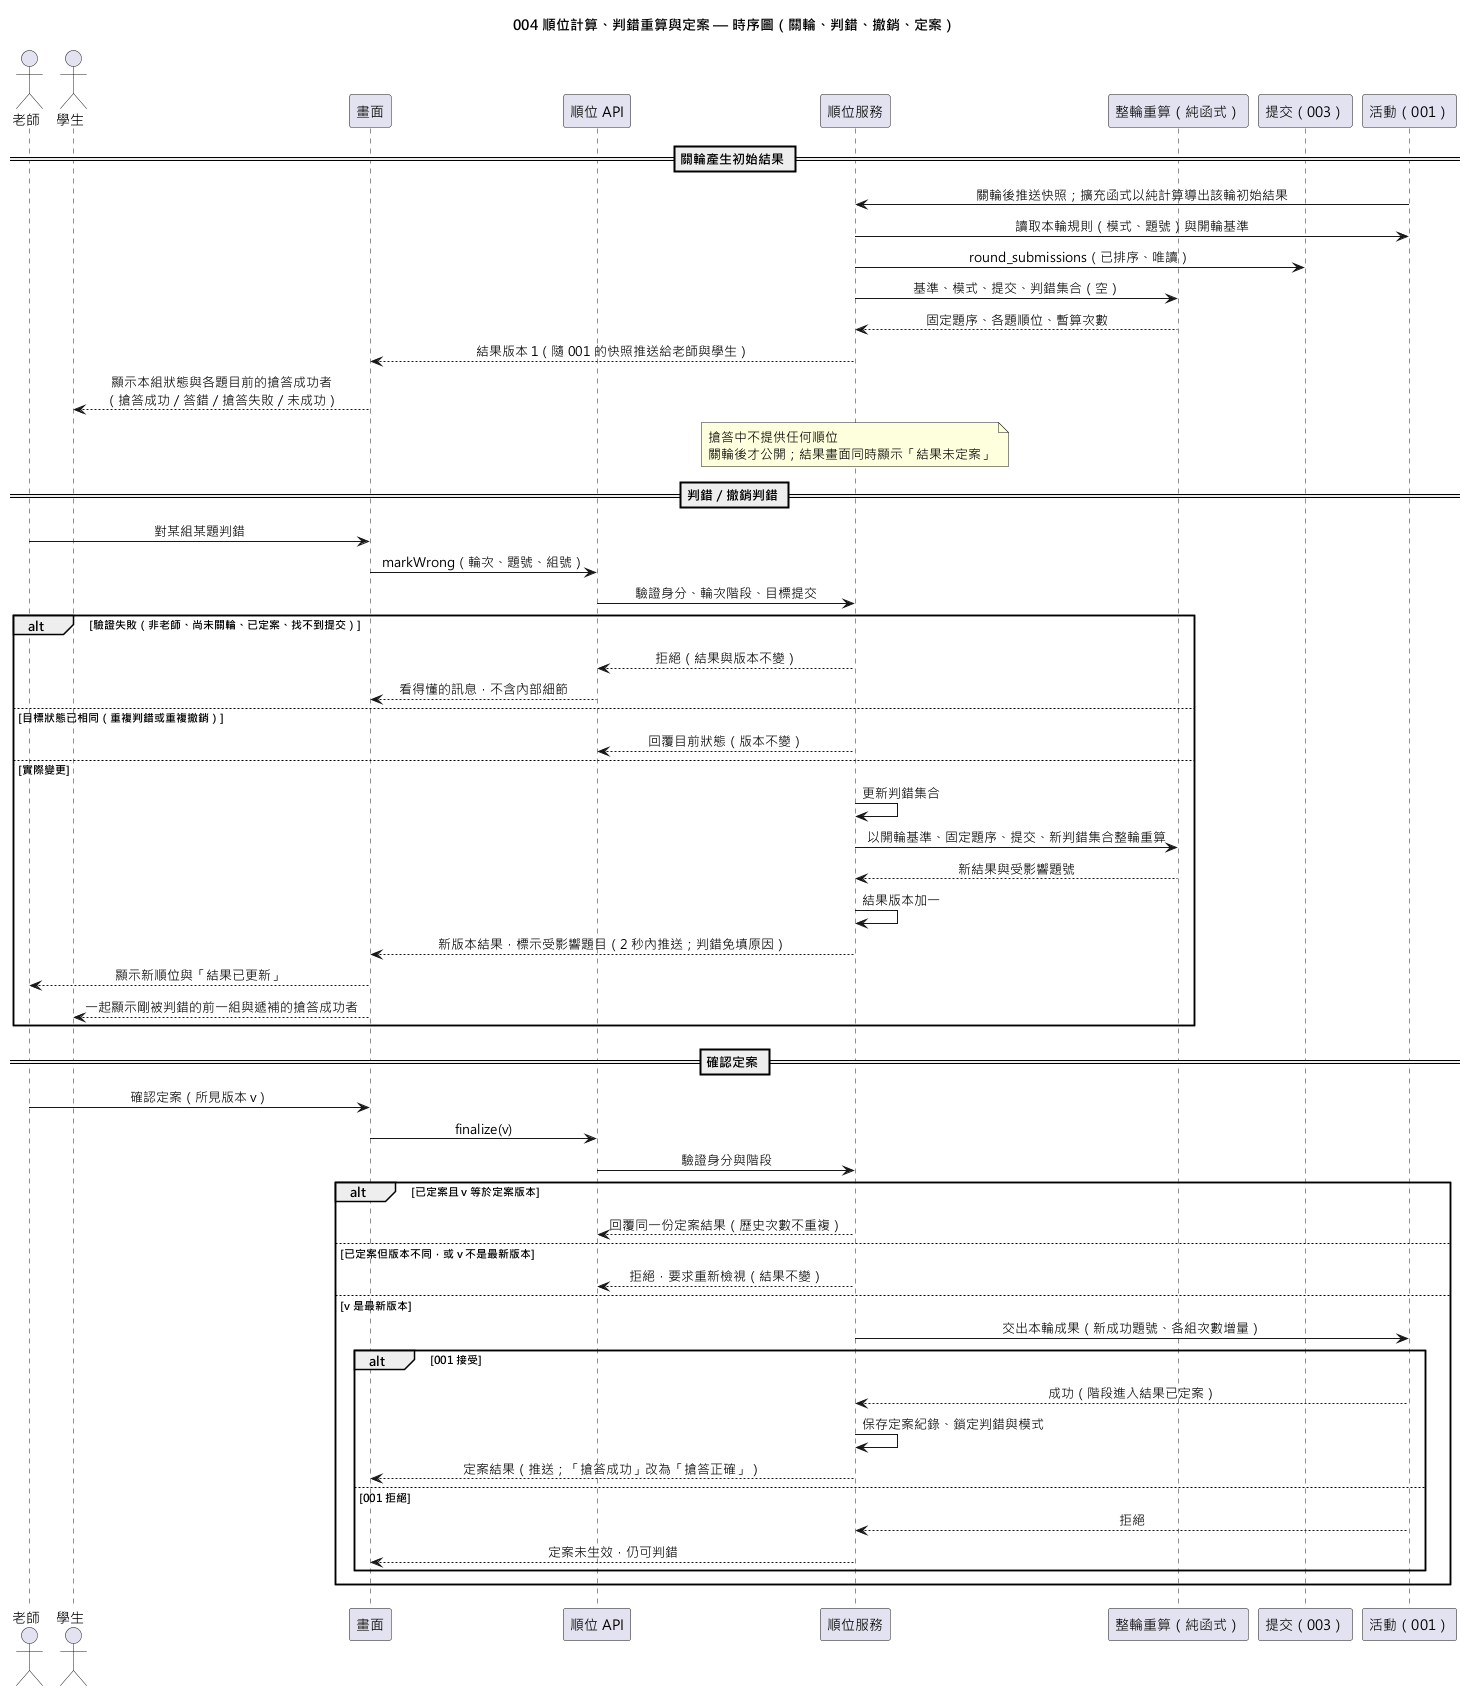 004 順位計算、判錯重算與定案 — 時序圖（關輪、判錯、撤銷、定案）
老師
學生
畫面
順位 API
順位服務
整輪重算（純函式）
提交（003）
活動（001）
關輪產生初始結果
關輪後推送快照；擴充函式以純計算導出該輪初始結果
讀取本輪規則（模式、題號）與開輪基準
round_submissions（已排序、唯讀）
基準、模式、提交、判錯集合（空）
固定題序、各題順位、暫算次數
結果版本 1（隨 001 的快照推送給老師與學生）
顯示本組狀態與各題目前的搶答成功者
（搶答成功／答錯／搶答失敗／未成功）
搶答中不提供任何順位
關輪後才公開；結果畫面同時顯示「結果未定案」
判錯／撤銷判錯
對某組某題判錯
markWrong（輪次、題號、組號）
驗證身分、輪次階段、目標提交
alt
[驗證失敗（非老師、尚未關輪、已定案、找不到提交）]
拒絕（結果與版本不變）
看得懂的訊息，不含內部細節
[目標狀態已相同（重複判錯或重複撤銷）]
回覆目前狀態（版本不變）
[實際變更]
更新判錯集合
以開輪基準、固定題序、提交、新判錯集合整輪重算
新結果與受影響題號
結果版本加一
新版本結果，標示受影響題目（2 秒內推送；判錯免填原因）
顯示新順位與「結果已更新」
一起顯示剛被判錯的前一組與遞補的搶答成功者
確認定案
確認定案（所見版本 v）
finalize(v)
驗證身分與階段
alt
[已定案且 v 等於定案版本]
回覆同一份定案結果（歷史次數不重複）
[已定案但版本不同，或 v 不是最新版本]
拒絕，要求重新檢視（結果不變）
[v 是最新版本]
交出本輪成果（新成功題號、各組次數增量）
alt
[001 接受]
成功（階段進入結果已定案）
保存定案紀錄、鎖定判錯與模式
定案結果（推送；「搶答成功」改為「搶答正確」）
[001 拒絕]
拒絕
定案未生效，仍可判錯
老師
學生
畫面
順位 API
順位服務
整輪重算（純函式）
提交（003）
活動（001）